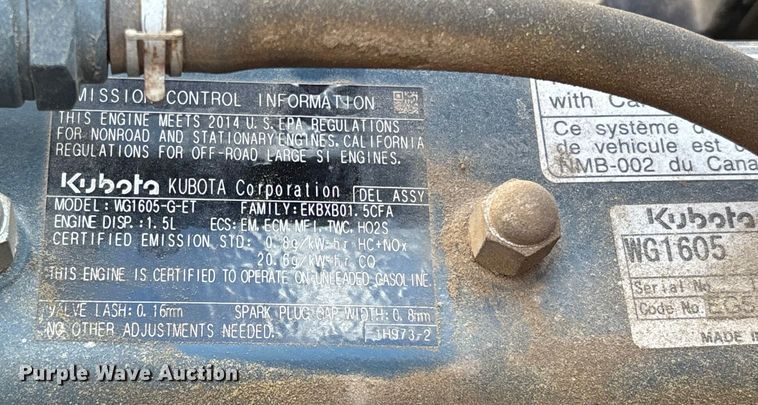 MISSION CONTROL INFORMATION
THIS ENGINE MEETS 2014 U.S. EPA REGULATIONS
FOR NONROAD AND STATIONARY ENGINES. CALIFORNIA
REGULATIONS FOR OFF-ROAD LARGE SI ENGINES.
Kubota KUBOTA Corporation DEL ASSY
MODEL: WG1605-G-ET FAMILY: EKBXB01.5CFA
ENGINE DISP.: 1.5L ECS: EM, ECM, MFI, TWC, HO2S
CERTIFIED EMISSION STD.: 0.8g/kW-hr HC+NOx
20.6g/kW-hr CO
THIS ENGINE IS CERTIFIED TO OPERATE ON UNLEADED GASOLINE.
VALVE LASH: 0.16mm SPARK PLUG GAP WIDTH: 0.8mm
NO OTHER ADJUSTMENTS NEEDED.
with
Ce système
de véhicule est
NMB-002 du
Kubota
WG1605
Serial No.
Code No.
MADE
Purple Wave Auction